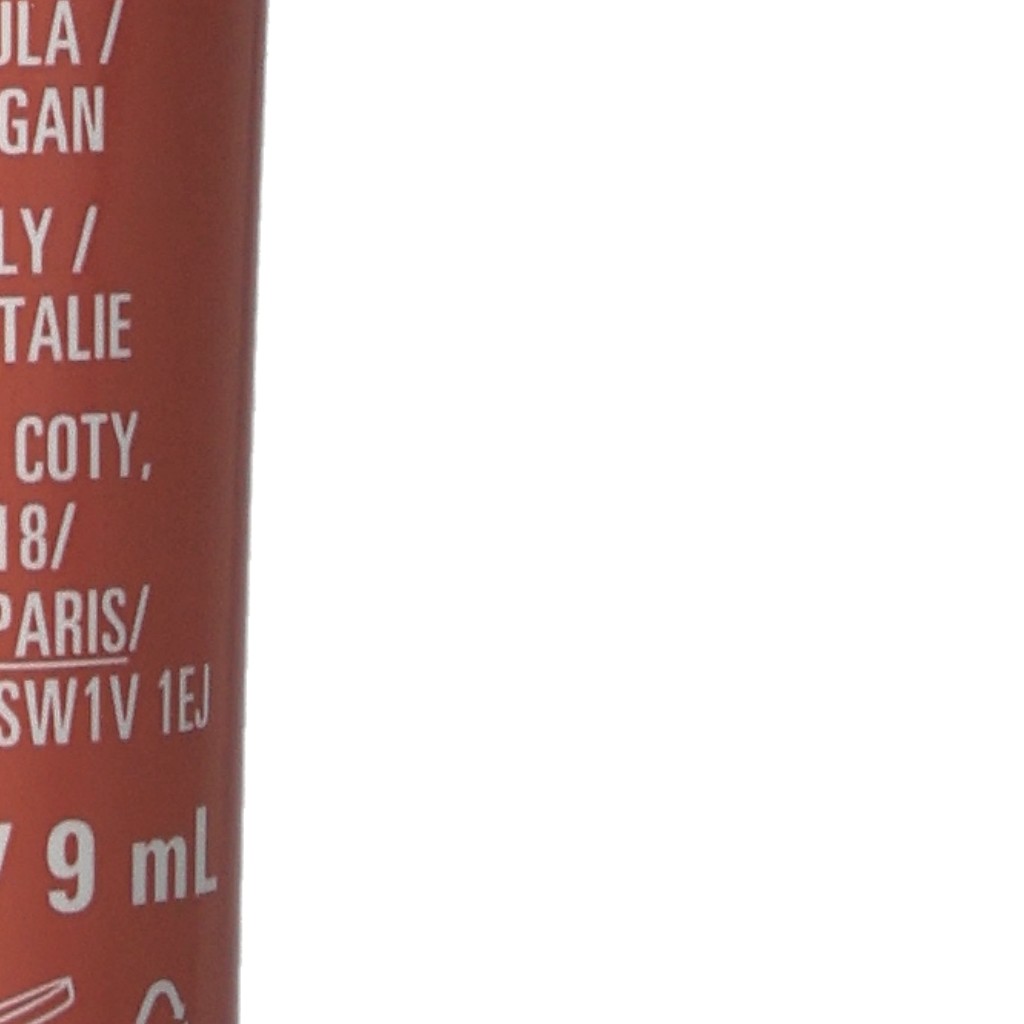 ULA /
GAN
LY /
TALIE
COTY,
18/
PARIS/
SW1V 1EJ
/ 9 mL